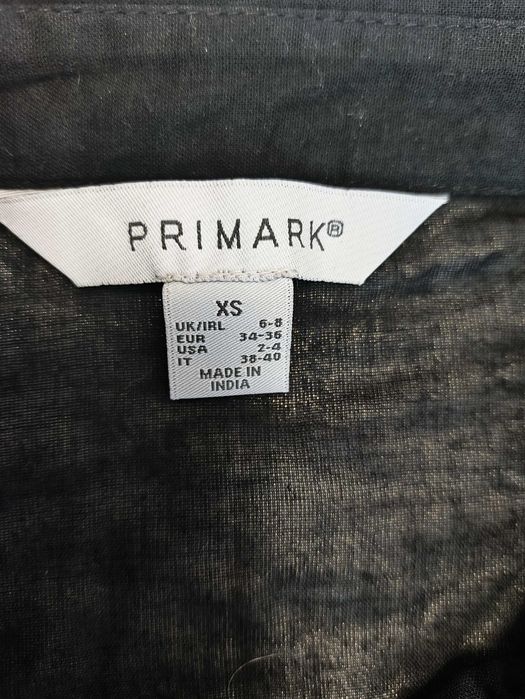 PRIMARK®
XS
UK/IRL 6-8
EUR 34-36
USA 2-4
IT 38-40
MADE IN
INDIA